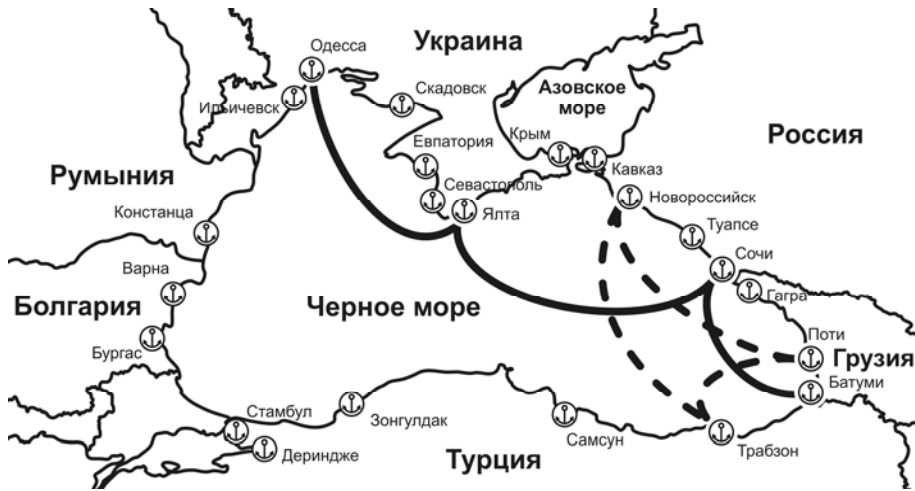 Одесса
Украина
Ильичевск
Скадовск
Азовское
море
Евпатория
Крым
Россия
Кавказ
Румыния
Севастополь
Новороссийск
Констанца
Ялта
Туапсе
Сочи
Варна
Гагра
Болгария
Черное море
Поти
Бургас
Грузия
Батуми
Стамбул
Зонгулдак
Самсун
Дериндже
Турция
Трабзон